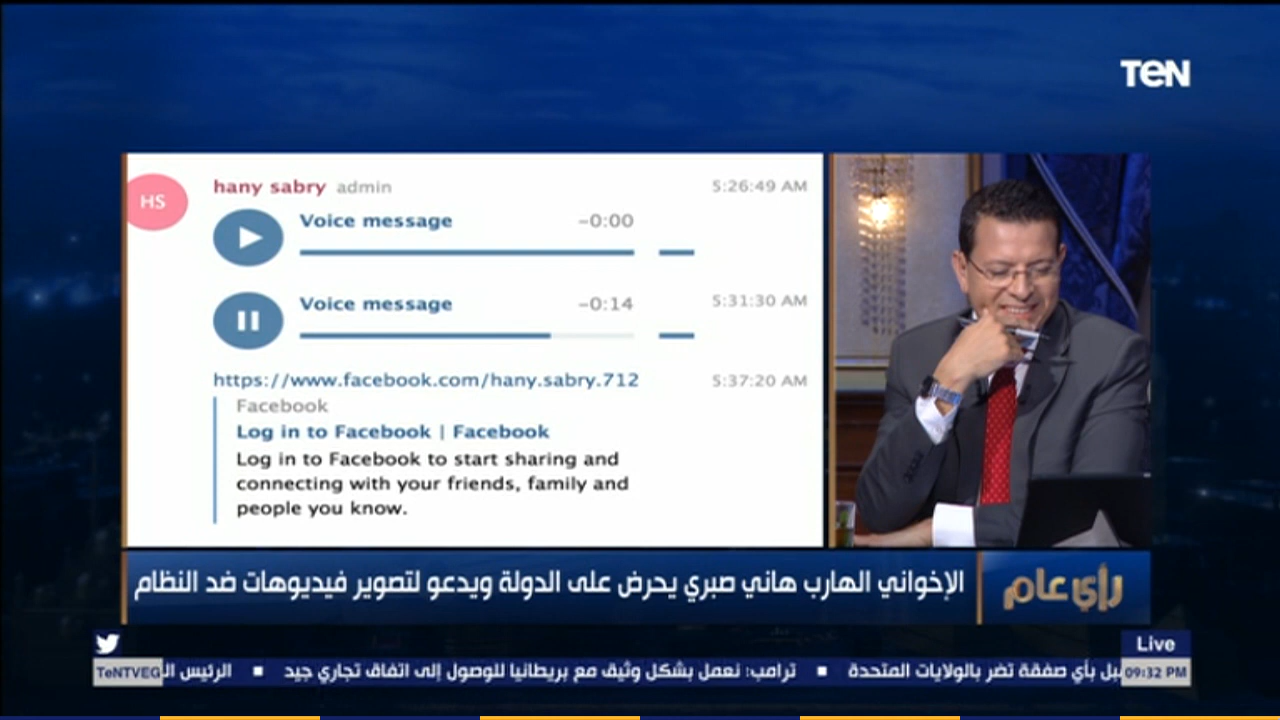 TeN
HS
hany sabry admin 5:26:49 AM
Voice message -0:00
Voice message -0:14 5:31:30 AM
https://www.facebook.com/hany.sabry.712 5:37:20 AM
Facebook
Log in to Facebook | Facebook
Log in to Facebook to start sharing and
connecting with your friends, family and
people you know.
رأي عام
الإخواني الهارب هاني صبري يحرض على الدولة ويدعو لتصوير فيديوهات ضد النظام
Live
09:32 PM
بأي صفقة تضر بالولايات المتحدة ■ ترامب: نعمل بشكل وثيق مع بريطانيا للوصول إلى اتفاق تجاري جيد ■ الرئيس
TeNTVEG